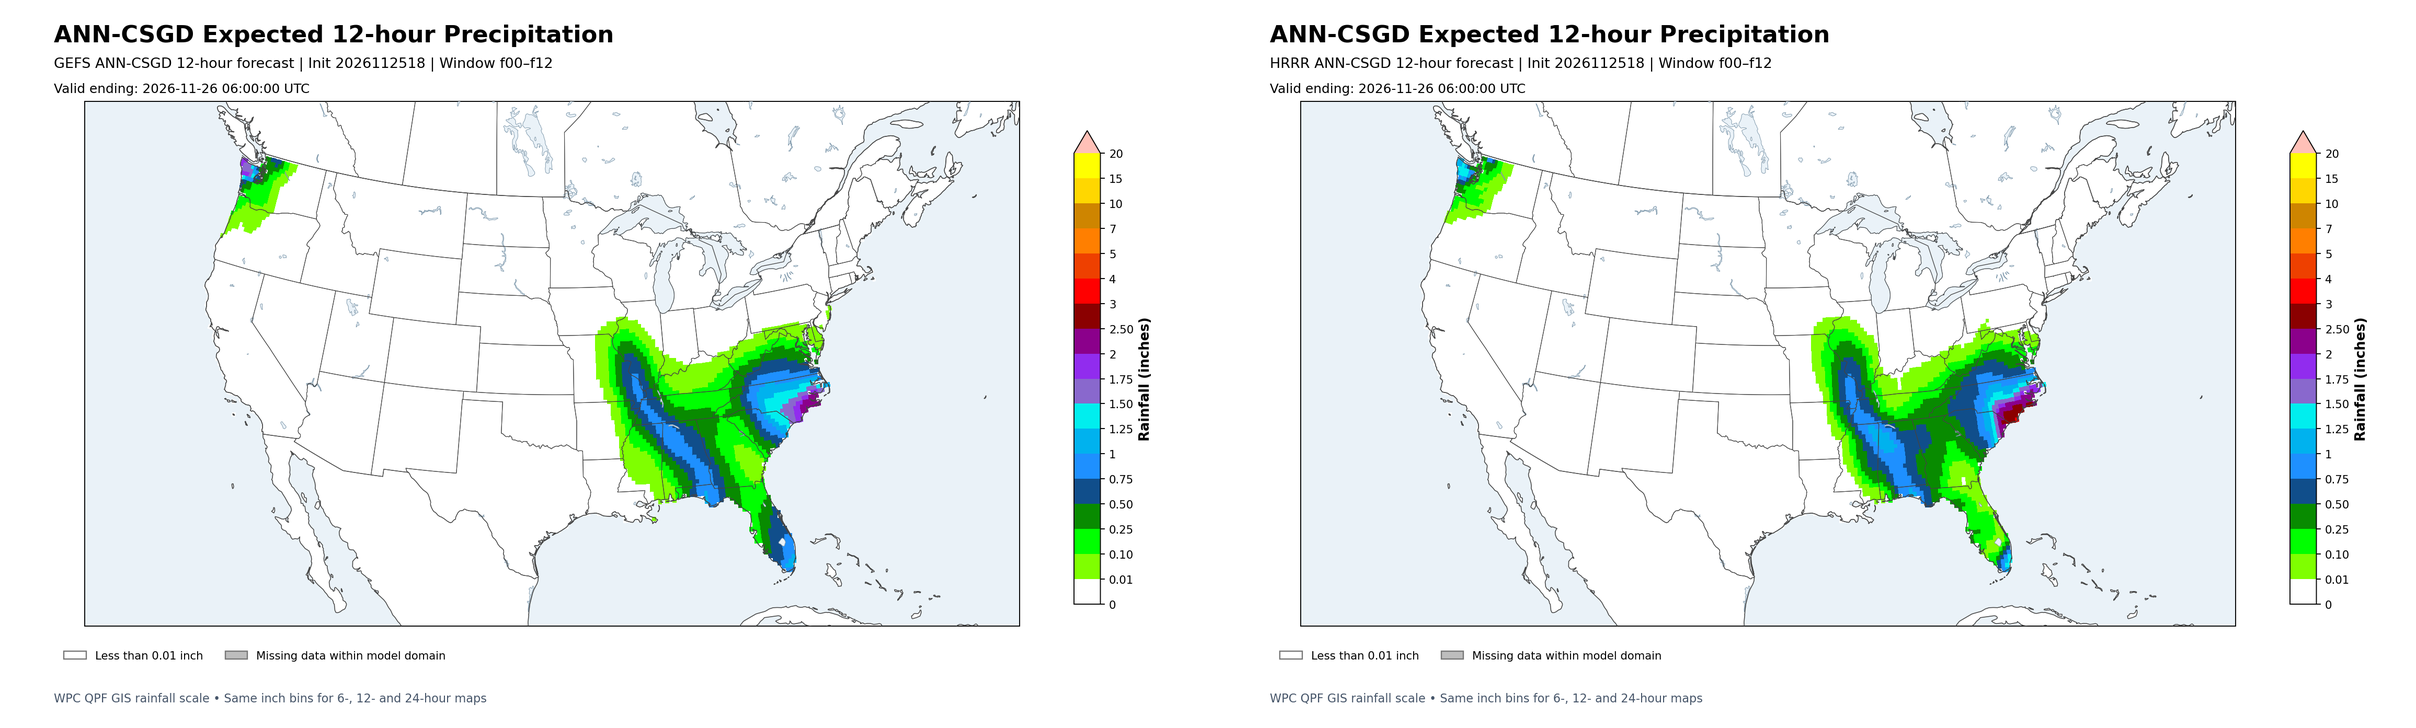 ANN-CSGD Expected 12-hour Precipitation
GEFS ANN-CSGD 12-hour forecast | Init 2026112518 | Window f00–f12
Valid ending: 2026-11-26 06:00:00 UTC
20
15
10
7
5
4
3
2.50
2
1.75
1.50
1.25
1
0.75
0.50
0.25
0.10
0.01
0
Rainfall (inches)
Less than 0.01 inch
Missing data within model domain
WPC QPF GIS rainfall scale • Same inch bins for 6-, 12- and 24-hour maps
ANN-CSGD Expected 12-hour Precipitation
HRRR ANN-CSGD 12-hour forecast | Init 2026112518 | Window f00–f12
Valid ending: 2026-11-26 06:00:00 UTC
20
15
10
7
5
4
3
2.50
2
1.75
1.50
1.25
1
0.75
0.50
0.25
0.10
0.01
0
Rainfall (inches)
Less than 0.01 inch
Missing data within model domain
WPC QPF GIS rainfall scale • Same inch bins for 6-, 12- and 24-hour maps